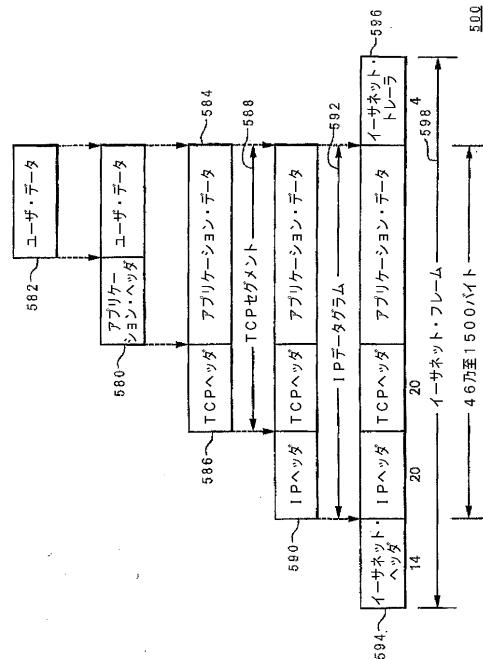 582
ユーザ・データ
580
アプリケーション・ヘッダ
ユーザ・データ
586
TCPヘッダ
アプリケーション・データ
584
TCPセグメント
588
590
IPヘッダ
TCPヘッダ
アプリケーション・データ
IPデータグラム
592
594
イーサネット・ヘッダ
IPヘッダ
TCPヘッダ
アプリケーション・データ
イーサネット・トレーラ
596
14
20
20
4
イーサネット・フレーム
598
46乃至1500バイト
500